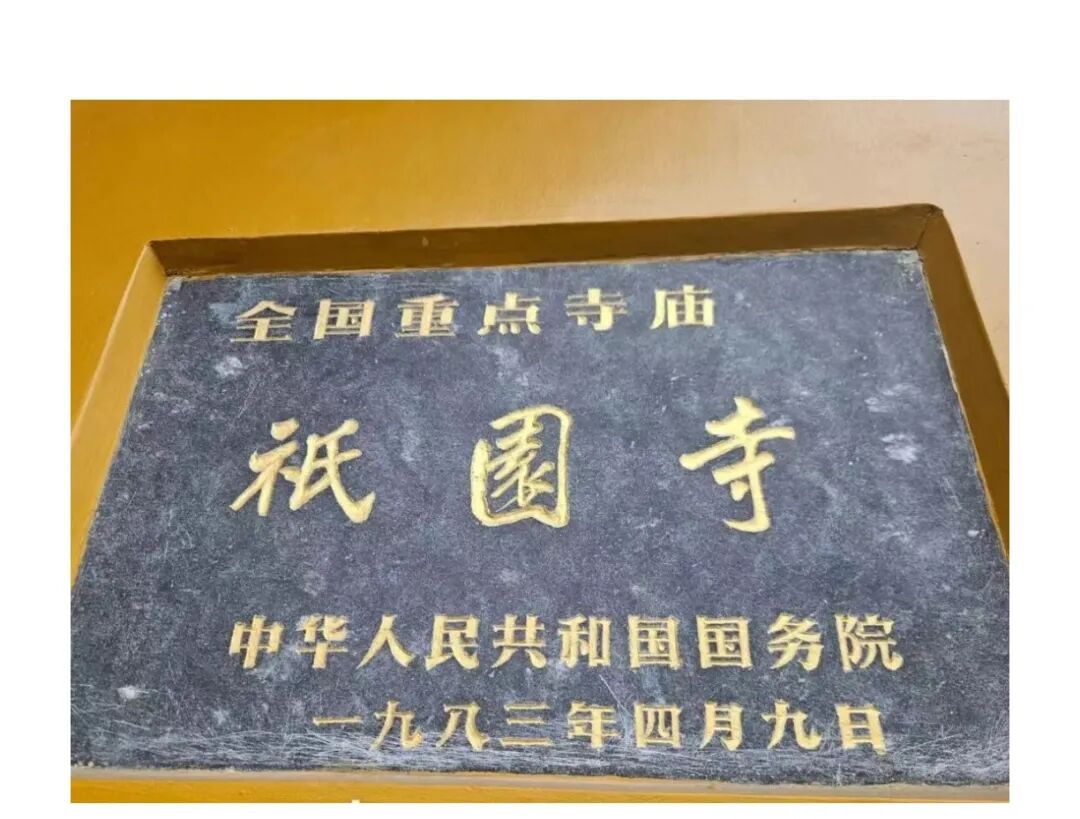 全国重点寺庙
祇園寺
中华人民共和国国务院
一九八三年四月九日